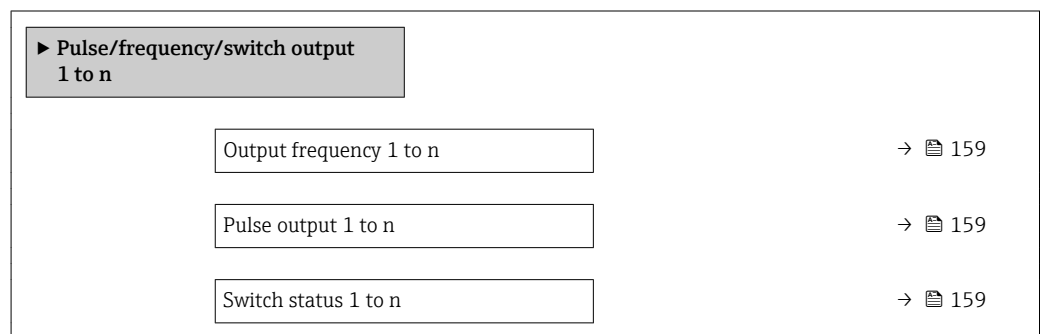 ▶ Pulse/frequency/switch output
1 to n
Output frequency 1 to n → 159
Pulse output 1 to n → 159
Switch status 1 to n → 159